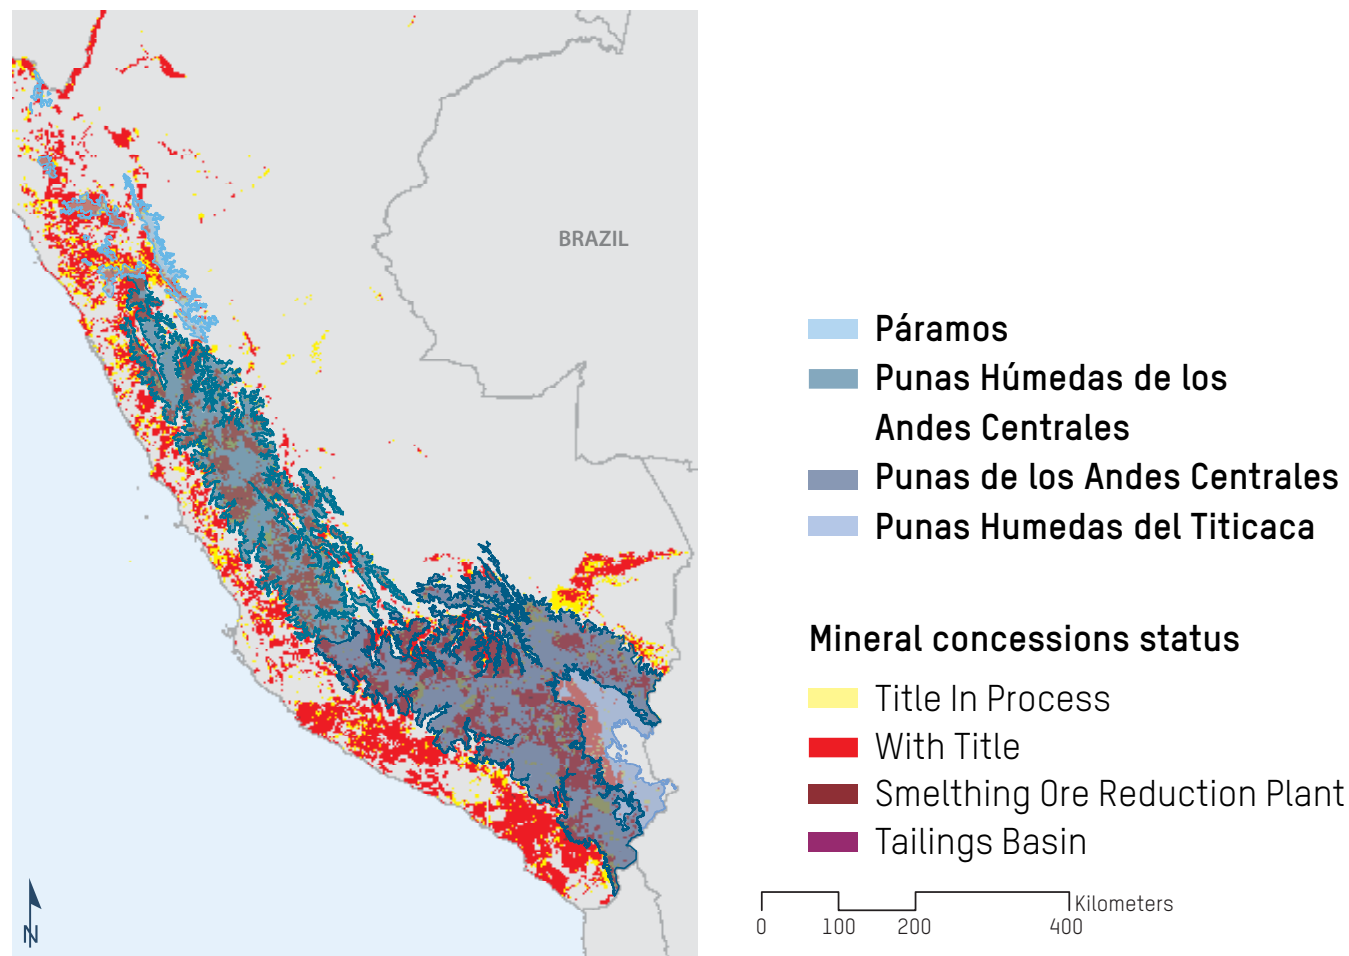 BRAZIL
Páramos
Punas Húmedas de los
Andes Centrales
Punas de los Andes Centrales
Punas Humedas del Titicaca
Mineral concessions status
Title In Process
With Title
Smelthing Ore Reduction Plant
Tailings Basin
Kilometers
0 100 200 400
N